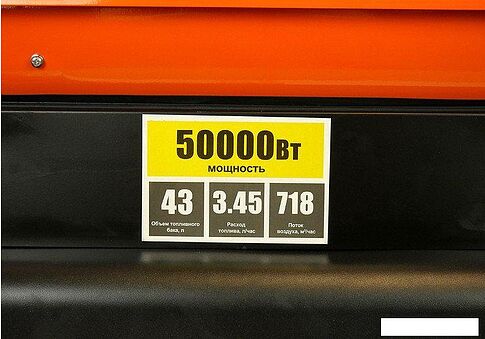 50000Вт
мощность
43
Объем топливного
бака, л
3.45
Расход
топлива, л/час
718
Поток
воздуха, м³/час